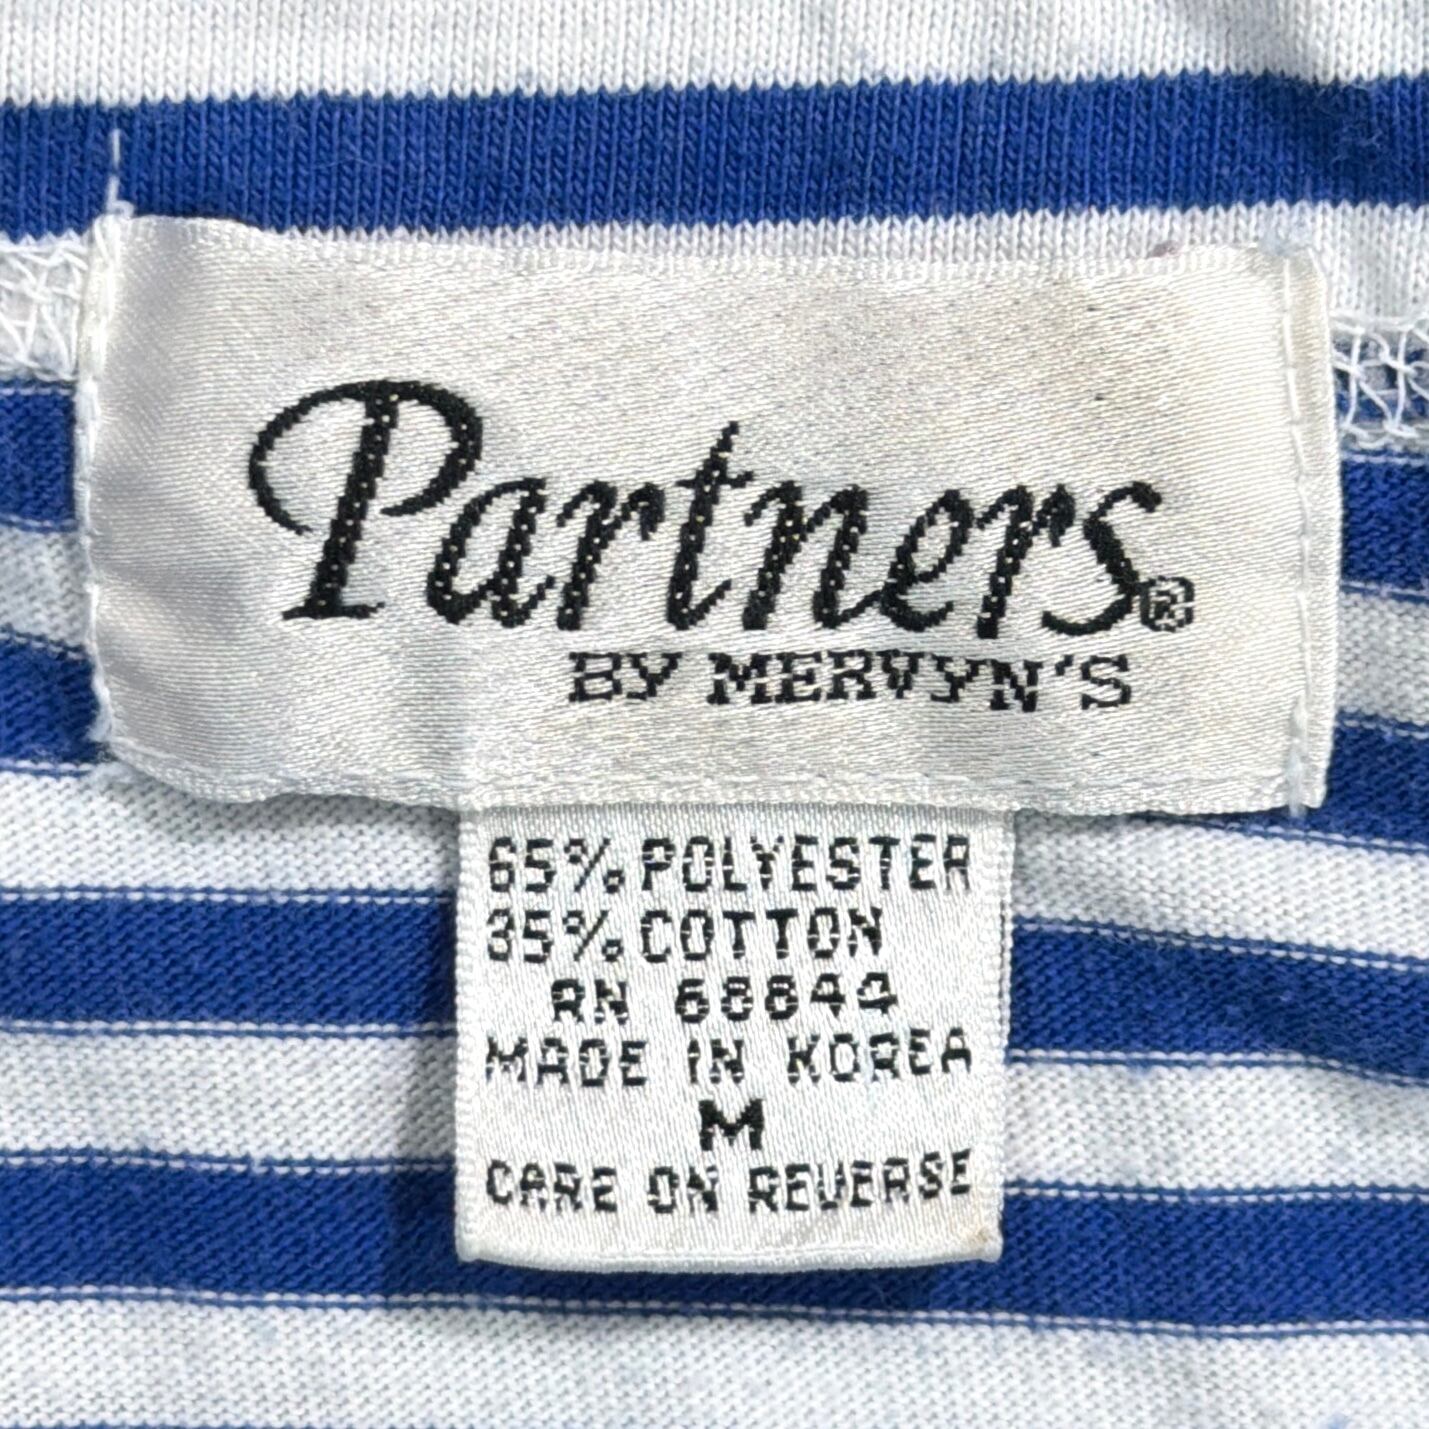 Partners®
BY MERVYN'S
65% POLYESTER
35% COTTON
RN 68844
MADE IN KOREA
M
CARE ON REVERSE